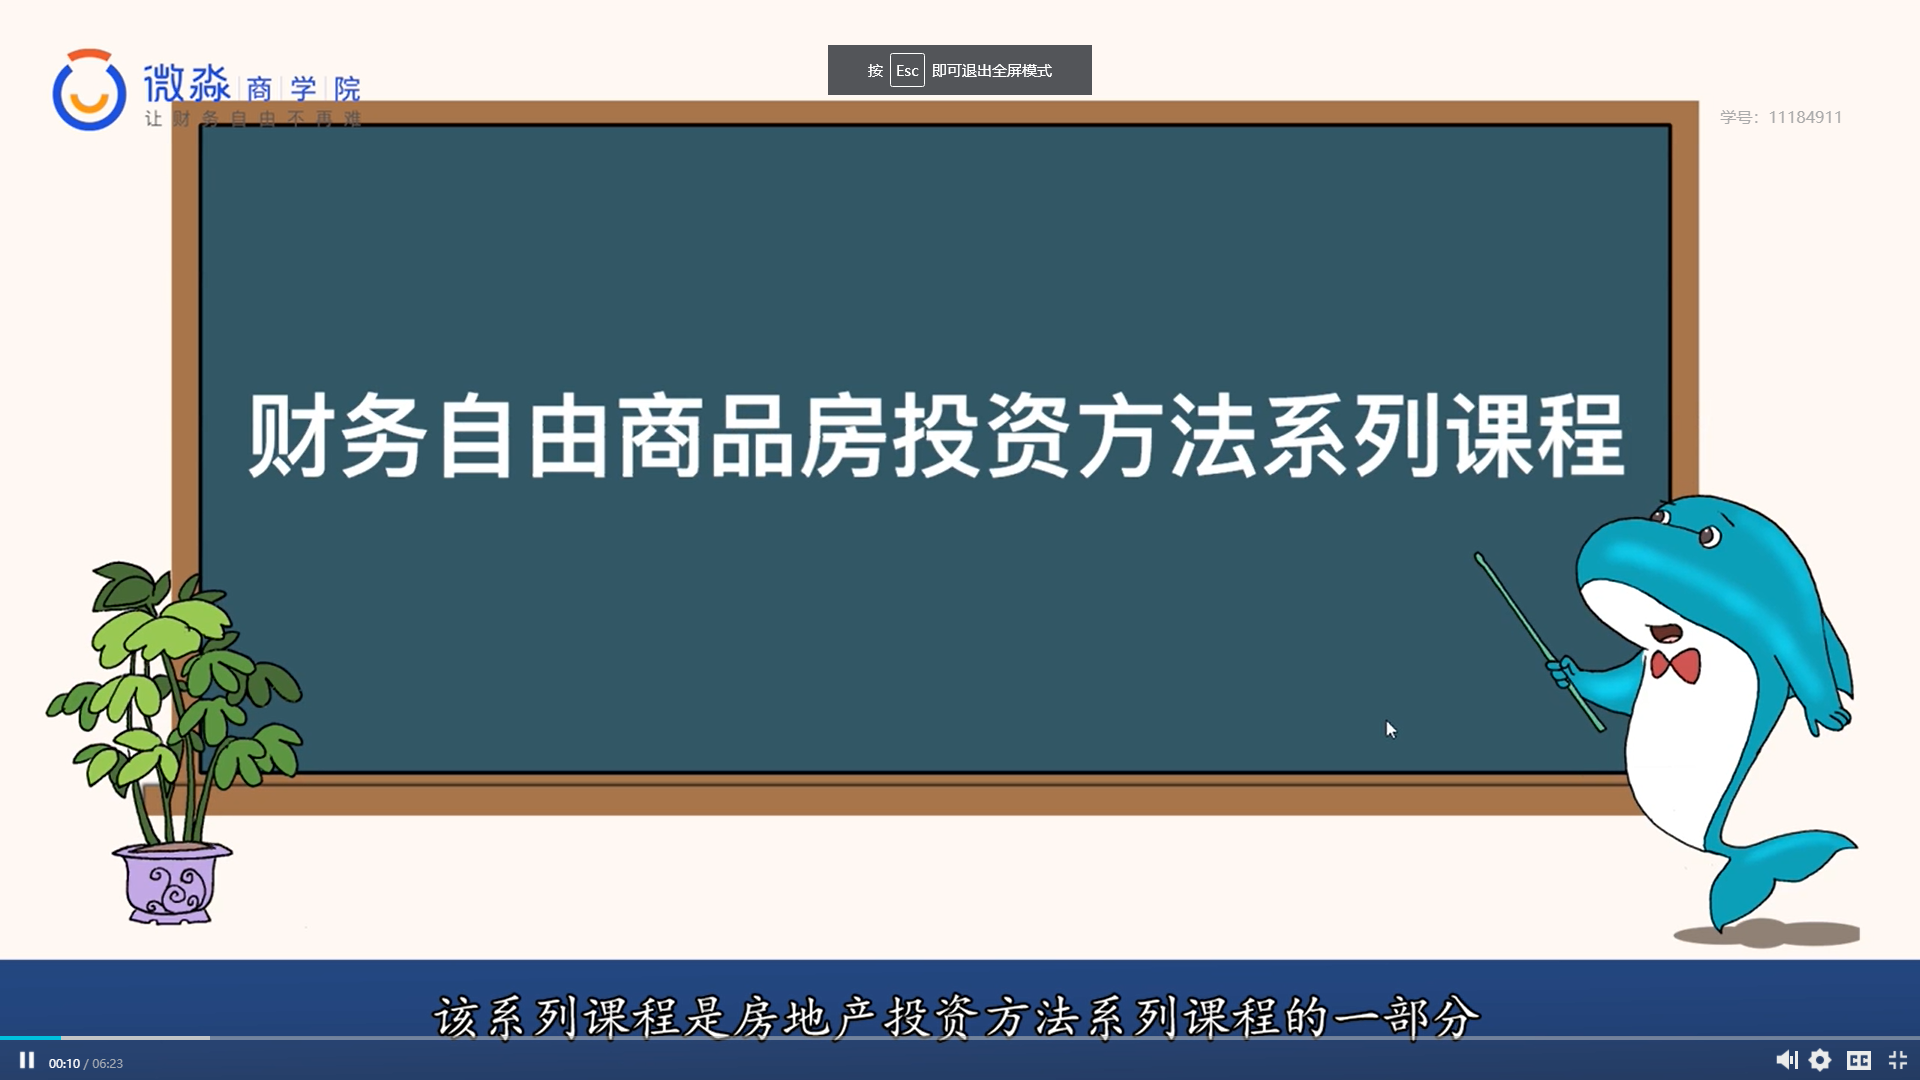 微淼 商 学 院
让财务自由不再难
按 Esc 即可退出全屏模式
学号：11184911
财务自由商品房投资方法系列课程
该系列课程是房地产投资方法系列课程的一部分
00:10 / 06:23
CC